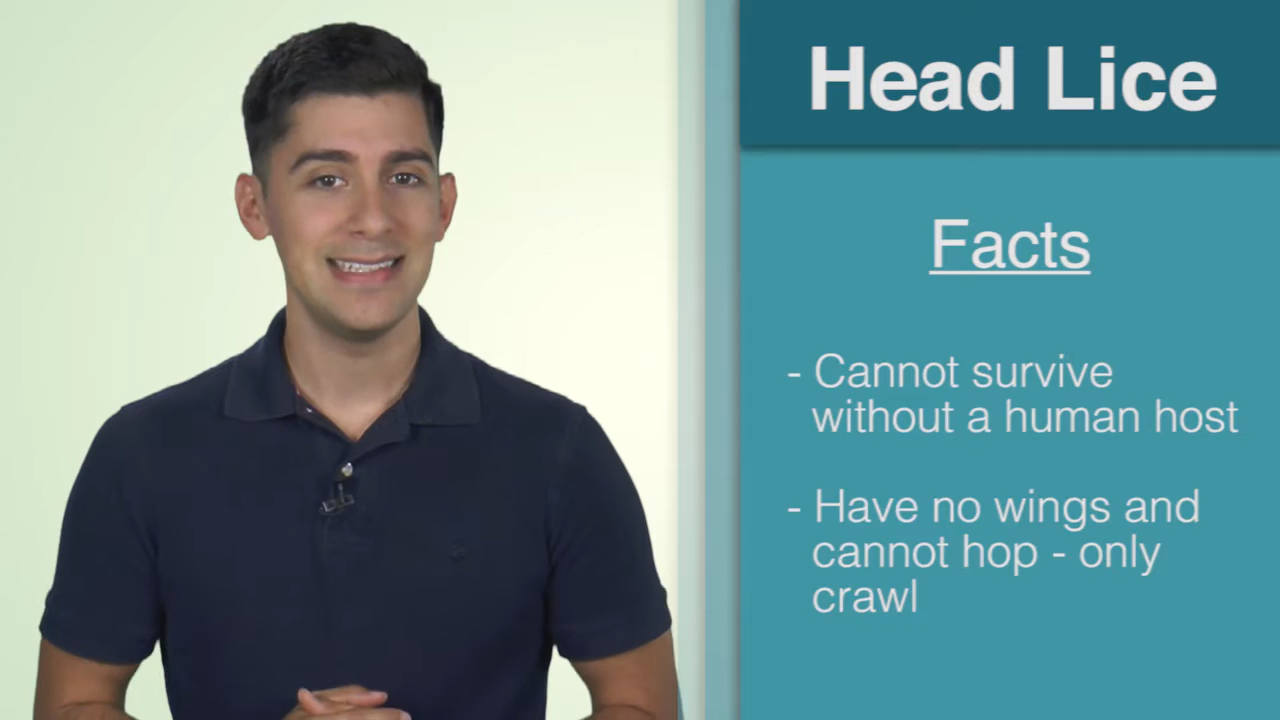 Head Lice
Facts
- Cannot survive
without a human host
- Have no wings and
cannot hop - only
crawl